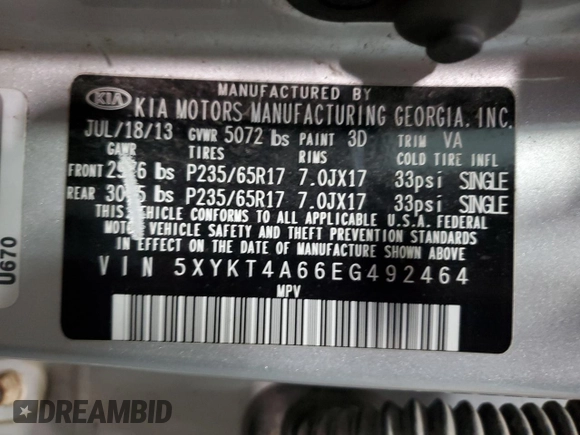 MANUFACTURED BY
KIA KIA MOTORS MANUFACTURING GEORGIA, INC.
JUL/18/13 GVWR 5072 lbs PAINT 3D TRIM VA
GAWR TIRES RIMS COLD TIRE INFL
FRONT lbs P235/65R17 7.0JX17 33psi SINGLE
REAR lbs P235/65R17 7.0JX17 33psi SINGLE
THIS VEHICLE CONFORMS TO ALL APPLICABLE U.S.A. FEDERAL
MOTOR VEHICLE SAFETY AND THEFT PREVENTION STANDARDS
IN EFFECT ON THE DATE OF MANUFACTURE SHOWN ABOVE.
VIN 5XYKT4A66EG492464
MPV
U670
DREAMBID